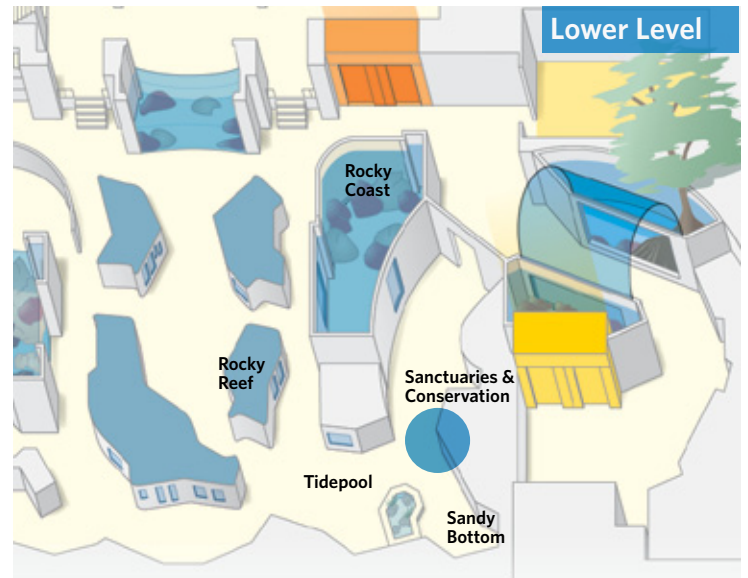 Lower Level
Rocky
Coast
Rocky
Reef
Sanctuaries &
Conservation
Tidepool
Sandy
Bottom